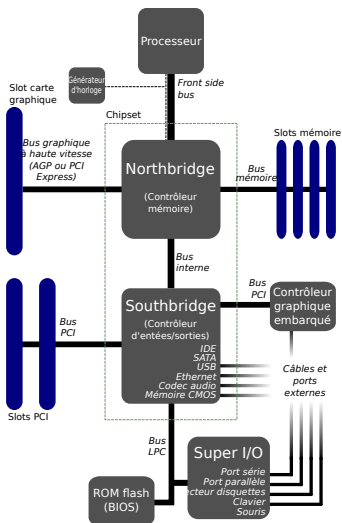 Processeur
Générateur
d'horloge
Slot carte
graphique
Front side
bus
Chipset
Bus graphique
à haute vitesse
(AGP ou PCI
Express)
Northbridge
(Contrôleur
mémoire)
Bus
mémoire
Slots mémoire
Bus
interne
Southbridge
(Contrôleur
d'entées/sorties)
IDE
SATA
USB
Ethernet
Codec audio
Mémoire CMOS
Bus
PCI
Contrôleur
graphique
embarqué
Bus
PCI
Slots PCI
Câbles et
ports
externes
Bus
LPC
Super I/O
Port série
Port parallèle
ecteur disquettes
Clavier
Souris
ROM flash
(BIOS)